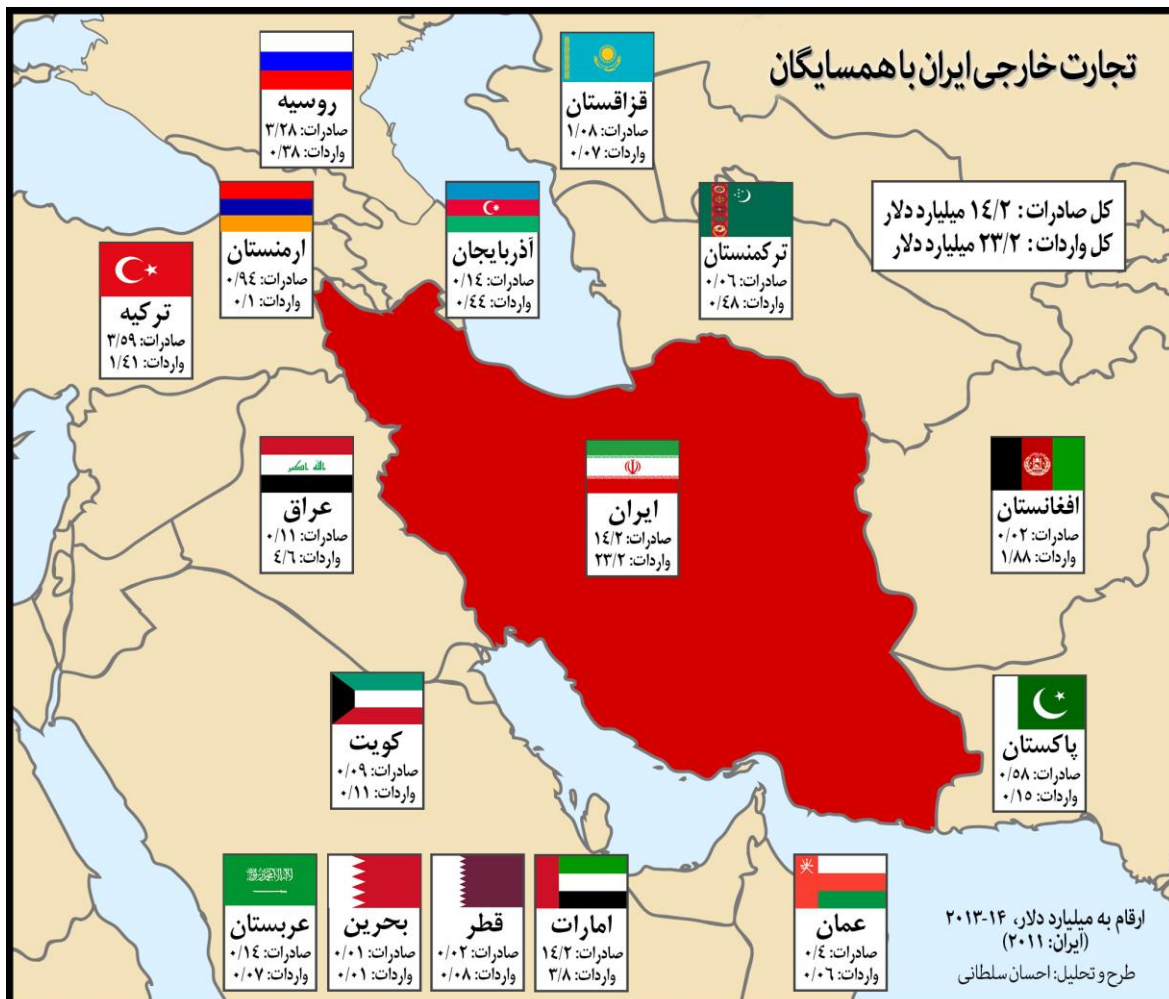 تجارت خارجی ایران با همسایگان
کل صادرات: ۱۴/۲ میلیارد دلار
کل واردات: ۲۳/۲ میلیارد دلار
روسیه
صادرات: ۳/۲۸
واردات: ۰/۳۸
قزاقستان
صادرات: ۱/۰۸
واردات: ۰/۰۷
ترکیه
صادرات: ۳/۵۹
واردات: ۱/۴۱
ارمنستان
صادرات: ۰/۹۴
واردات: ۰/۱
آذربایجان
صادرات: ۰/۱۴
واردات: ۰/۴۴
ترکمنستان
صادرات: ۰/۰۶
واردات: ۰/۴۸
عراق
صادرات: ۰/۱۱
واردات: ۴/۶
ایران
صادرات: ۱۴/۲
واردات: ۲۳/۲
افغانستان
صادرات: ۰/۰۲
واردات: ۱/۸۸
کویت
صادرات: ۰/۰۹
واردات: ۰/۱۱
پاکستان
صادرات: ۰/۵۸
واردات: ۰/۱۵
عربستان
صادرات: ۰/۱۴
واردات: ۰/۰۷
بحرین
صادرات: ۰/۰۱
واردات: ۰/۰۱
قطر
صادرات: ۰/۰۲
واردات: ۰/۰۸
امارات
صادرات: ۱۴/۲
واردات: ۳/۸
عمان
صادرات: ۰/۴
واردات: ۰/۰۶
ارقام به میلیارد دلار، ۱۴-۲۰۱۳
(ایران: ۲۰۱۱)
طرح و تحلیل: احسان سلطانی